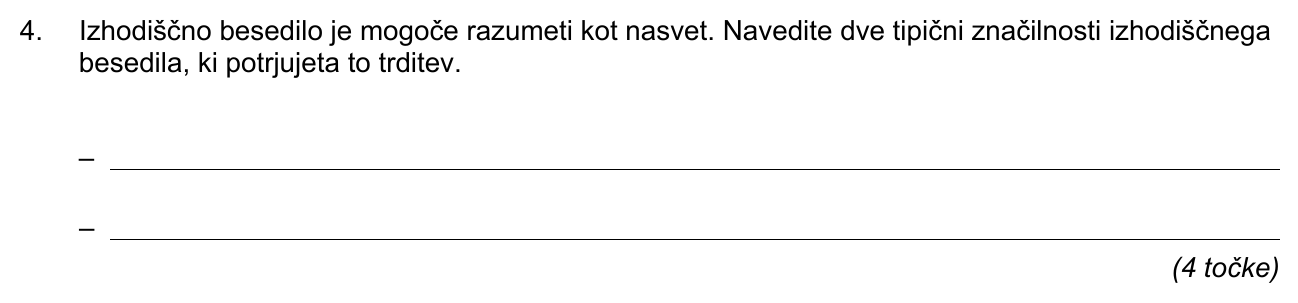 4. Izhodiščno besedilo je mogoče razumeti kot nasvet. Navedite dve tipični značilnosti izhodiščnega
besedila, ki potrjujeta to trditev.
–
–
(4 točke)